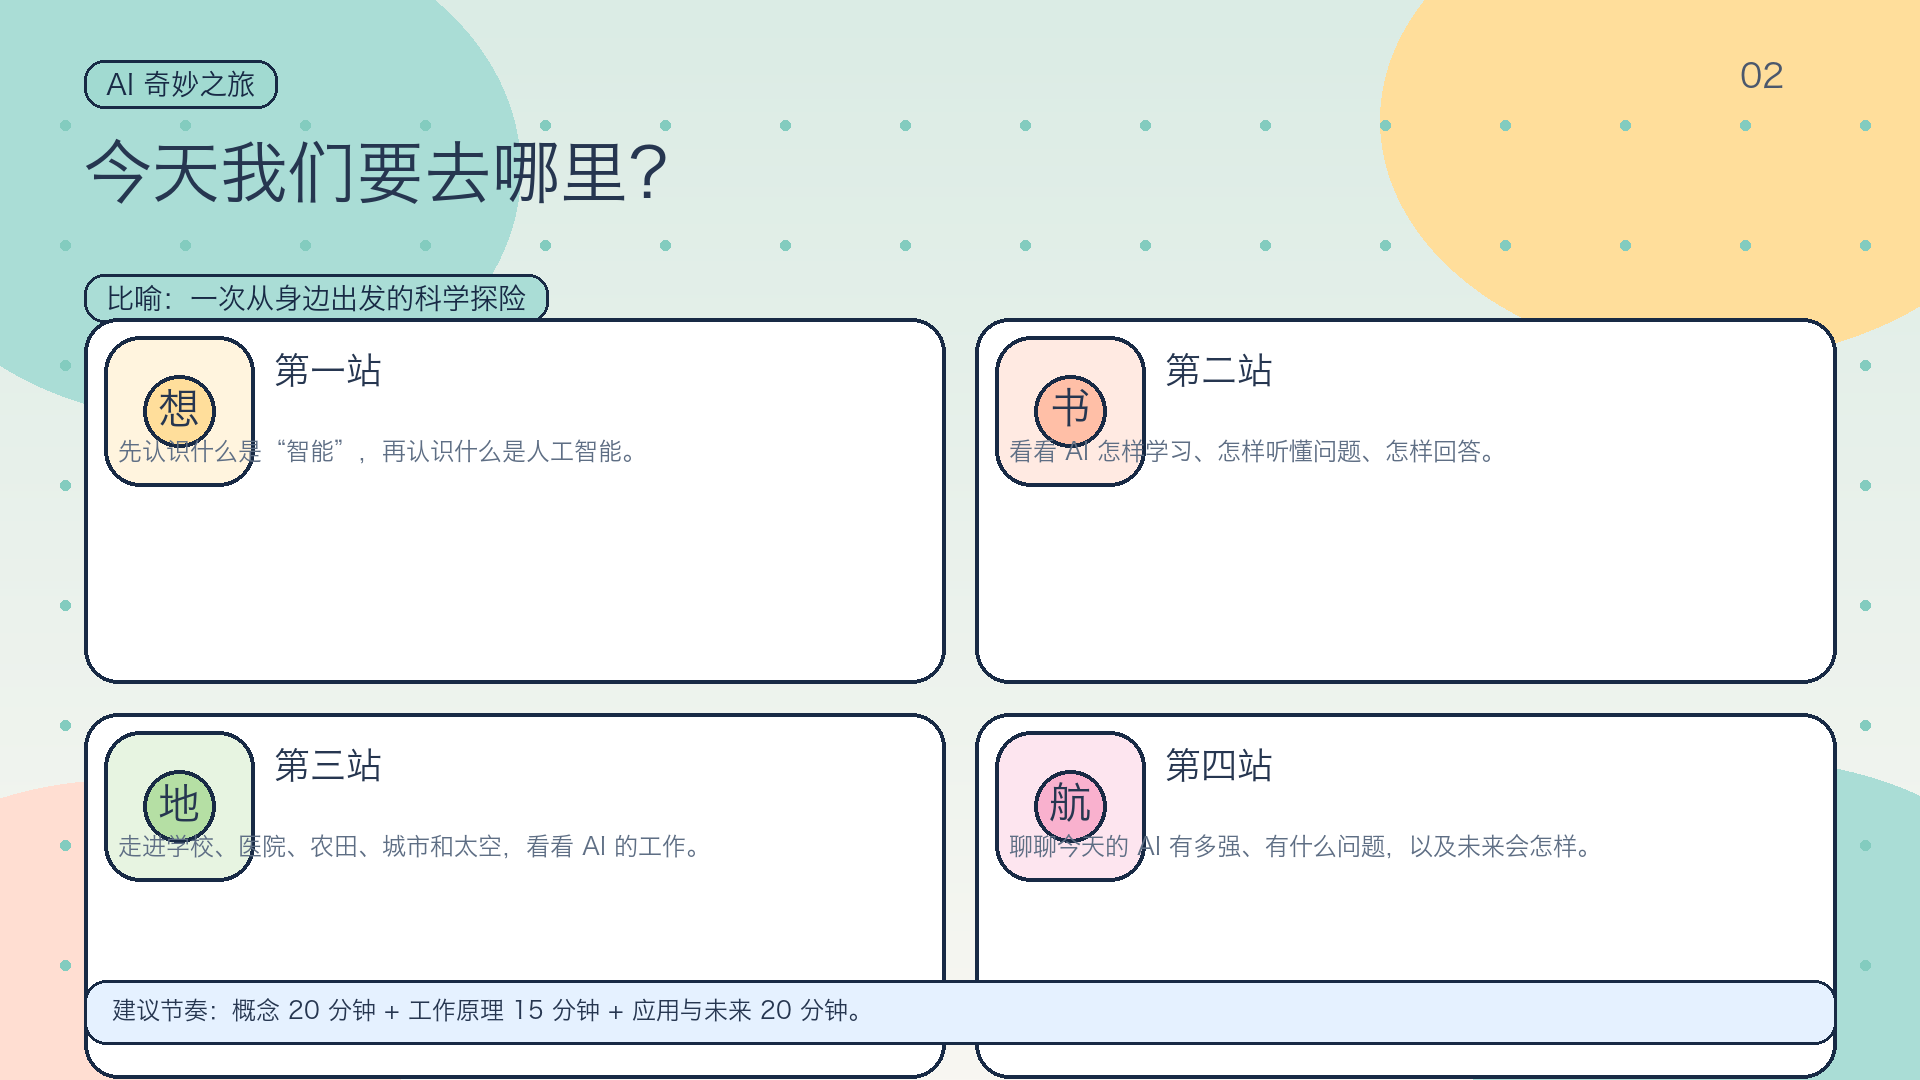 AI 奇妙之旅
02
今天我们要去哪里?
比喻：一次从身边出发的科学探险
想
第一站
先认识什么是“智能”，再认识什么是人工智能。
书
第二站
看看 AI 怎样学习、怎样听懂问题、怎样回答。
地
第三站
走进学校、医院、农田、城市和太空，看看 AI 的工作。
航
第四站
聊聊今天的 AI 有多强、有什么问题，以及未来会怎样。
建议节奏：概念 20 分钟 + 工作原理 15 分钟 + 应用与未来 20 分钟。